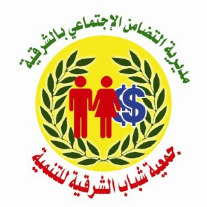 مديرية التضامن الإجتماعي بالشرقية
$
جمعية شباب الشرقية للتنمية